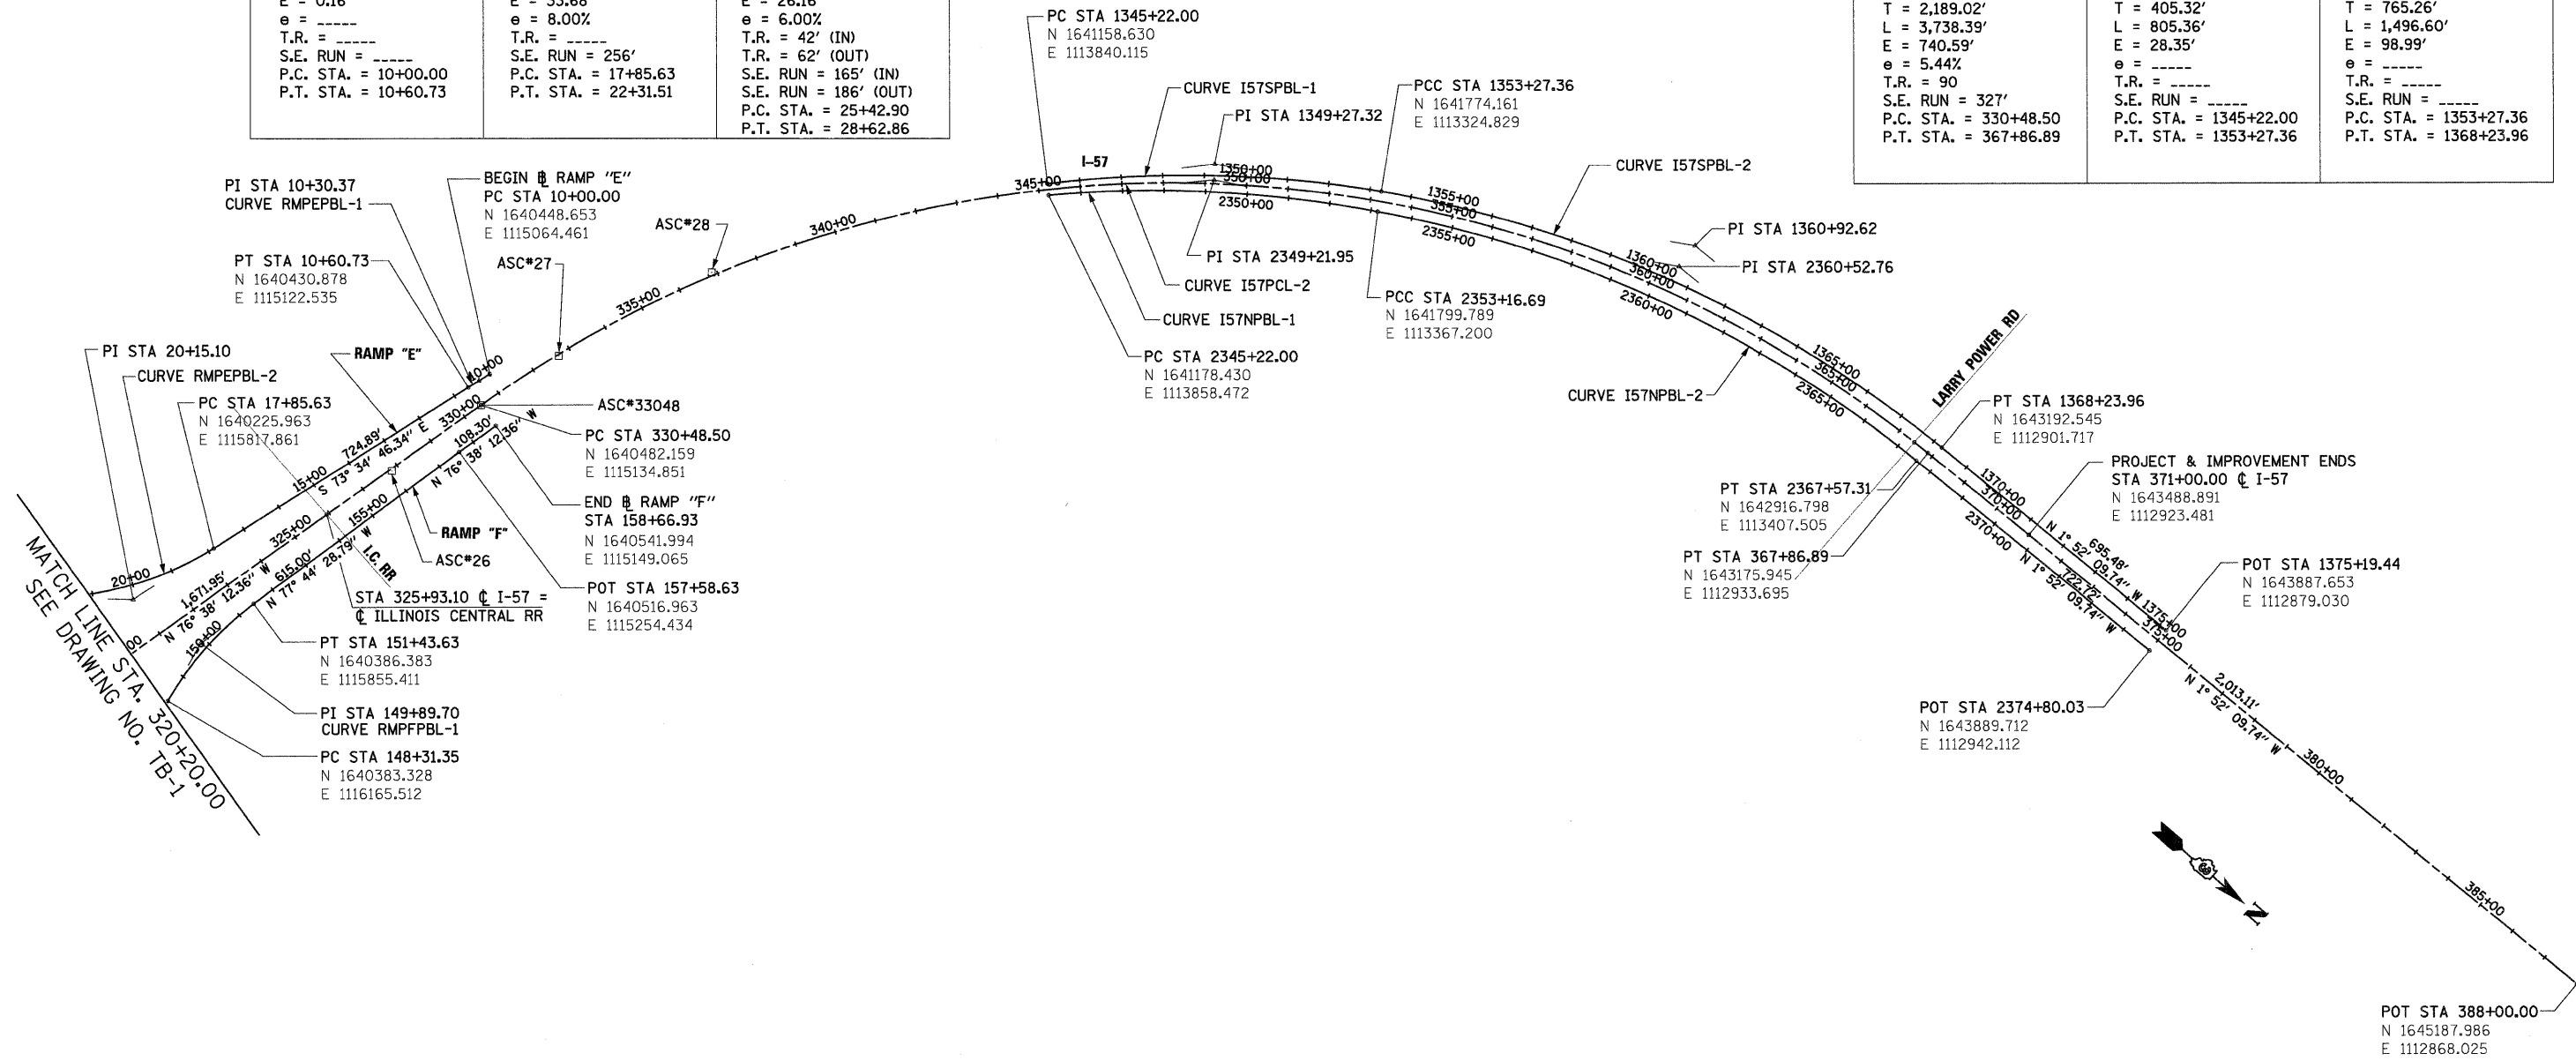 E = 0.16'
e = _____
T.R. = _____
S.E. RUN = _____
P.C. STA. = 10+00.00
P.T. STA. = 10+60.73
E = 33.68'
e = 8.00%
T.R. = _____
S.E. RUN = 256'
P.C. STA. = 17+85.63
P.T. STA. = 22+31.51
E = 26.16'
e = 6.00%
T.R. = 42' (IN)
T.R. = 62' (OUT)
S.E. RUN = 165' (IN)
S.E. RUN = 186' (OUT)
P.C. STA. = 25+42.90
P.T. STA. = 28+62.86
T = 2,189.02'
L = 3,738.39'
E = 740.59'
e = 5.44%
T.R. = 90
S.E. RUN = 327'
P.C. STA. = 330+48.50
P.T. STA. = 367+86.89
T = 405.32'
L = 805.36'
E = 28.35'
e = _____
T.R. = _____
S.E. RUN = _____
P.C. STA. = 1345+22.00
P.T. STA. = 1353+27.36
T = 765.26'
L = 1,496.60'
E = 98.99'
e = _____
T.R. = _____
S.E. RUN = _____
P.C. STA. = 1353+27.36
P.T. STA. = 1368+23.96
PC STA 1345+22.00
N 1641158.630
E 1113840.115
CURVE I57SPBL-1
PI STA 1349+27.32
PCC STA 1353+27.36
N 1641774.161
E 1113324.829
CURVE I57SPBL-2
PI STA 1360+92.62
PI STA 2360+52.76
I-57
345+00
1350+00
350+00
2350+00
1355+00
355+00
2355+00
1360+00
360+00
2360+00
1365+00
365+00
2365+00
340+00
335+00
PI STA 2349+21.95
CURVE I57PCL-2
CURVE I57NPBL-1
PCC STA 2353+16.69
N 1641799.789
E 1113367.200
PC STA 2345+22.00
N 1641178.430
E 1113858.472
CURVE I57NPBL-2
LARRY POWER RD
PI STA 10+30.37
CURVE RMPEPBL-1
BEGIN ⅊ RAMP "E"
PC STA 10+00.00
N 1640448.653
E 1115064.461
ASC#28
ASC#27
PT STA 10+60.73
N 1640430.878
E 1115122.535
PI STA 20+15.10
RAMP "E"
CURVE RMPEPBL-2
PC STA 17+85.63
N 1640225.963
E 1115817.861
10+00
330+00
724.89'
S 73° 34' 46.34" E
15+00
20+00
108.30'
N 76° 38' 12.36" W
ASC#33048
PC STA 330+48.50
N 1640482.159
E 1115134.851
END ⅊ RAMP "F"
STA 158+66.93
N 1640541.994
E 1115149.065
RAMP "F"
ASC#26
POT STA 157+58.63
N 1640516.963
E 1115254.434
325+00
155+00
I.C. RR
1,671.95'
N 76° 38' 12.36" W
615.00'
N 77° 44' 28.79" W
150+00
00
STA 325+93.10 ℄ I-57 =
℄ ILLINOIS CENTRAL RR
PT STA 151+43.63
N 1640386.383
E 1115855.411
PI STA 149+89.70
CURVE RMPFPBL-1
PC STA 148+31.35
N 1640383.328
E 1116165.512
MATCH LINE STA. 320+20.00
SEE DRAWING NO. TB-1
PT STA 1368+23.96
N 1643192.545
E 1112901.717
PROJECT & IMPROVEMENT ENDS
STA 371+00.00 ℄ I-57
N 1643488.891
E 1112923.481
PT STA 2367+57.31
N 1642916.798
E 1113407.505
PT STA 367+86.89
N 1643175.945
E 1112933.695
1370+00
370+00
2370+00
695.48'
N 1° 52' 09.74" W
722.72'
N 1° 52' 09.74" W
1375+00
375+00
POT STA 1375+19.44
N 1643887.653
E 1112879.030
POT STA 2374+80.03
N 1643889.712
E 1112942.112
2,013.11'
N 1° 52' 09.74" W
380+00
385+00
N
POT STA 388+00.00
N 1645187.986
E 1112868.025